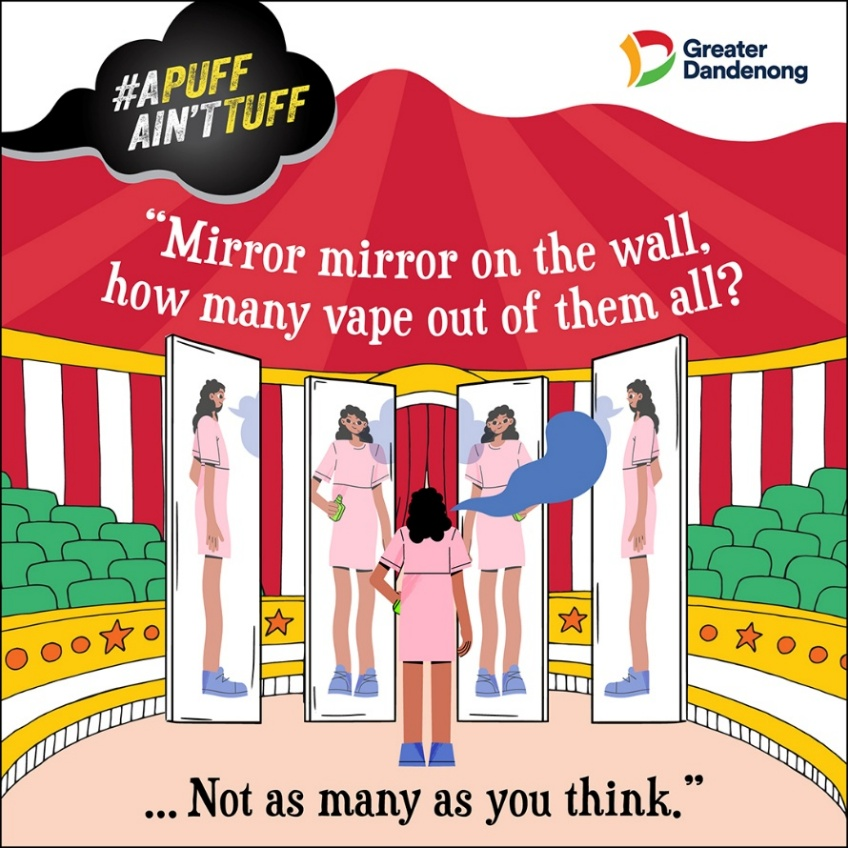 #APUFF
AIN'TTUFF
Greater
Dandenong
“Mirror mirror on the wall,
how many vape out of them all?
... Not as many as you think.”